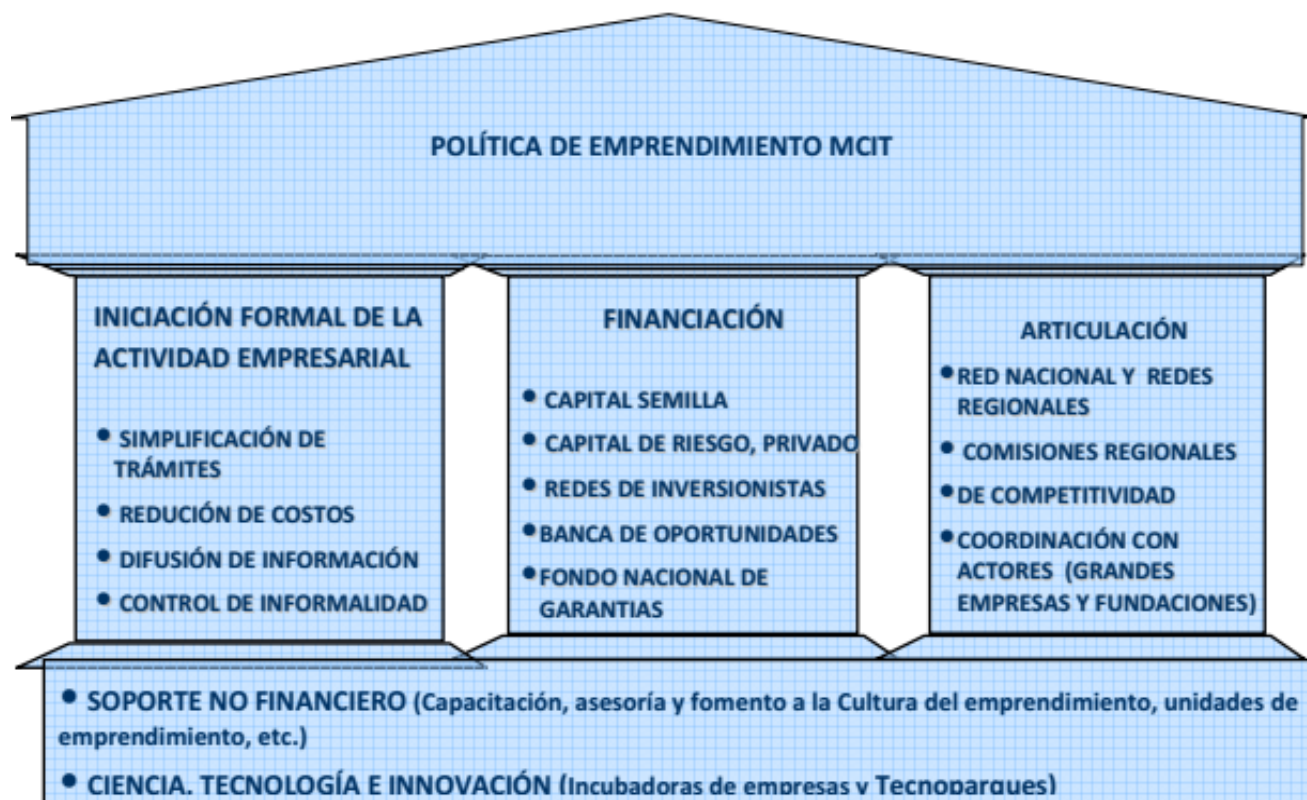 POLÍTICA DE EMPRENDIMIENTO MCIT
INICIACIÓN FORMAL DE LA
ACTIVIDAD EMPRESARIAL
• SIMPLIFICACIÓN DE
TRÁMITES
• REDUCIÓN DE COSTOS
• DIFUSIÓN DE INFORMACIÓN
• CONTROL DE INFORMALIDAD
FINANCIACIÓN
• CAPITAL SEMILLA
• CAPITAL DE RIESGO, PRIVADO
• REDES DE INVERSIONISTAS
• BANCA DE OPORTUNIDADES
• FONDO NACIONAL DE
GARANTIAS
ARTICULACIÓN
• RED NACIONAL Y REDES
REGIONALES
• COMISIONES REGIONALES
• DE COMPETITIVIDAD
• COORDINACIÓN CON
ACTORES (GRANDES
EMPRESAS Y FUNDACIONES)
• SOPORTE NO FINANCIERO (Capacitación, asesoría y fomento a la Cultura del emprendimiento, unidades de
emprendimiento, etc.)
• CIENCIA. TECNOLOGÍA E INNOVACIÓN (Incubadoras de empresas y Tecnoparques)